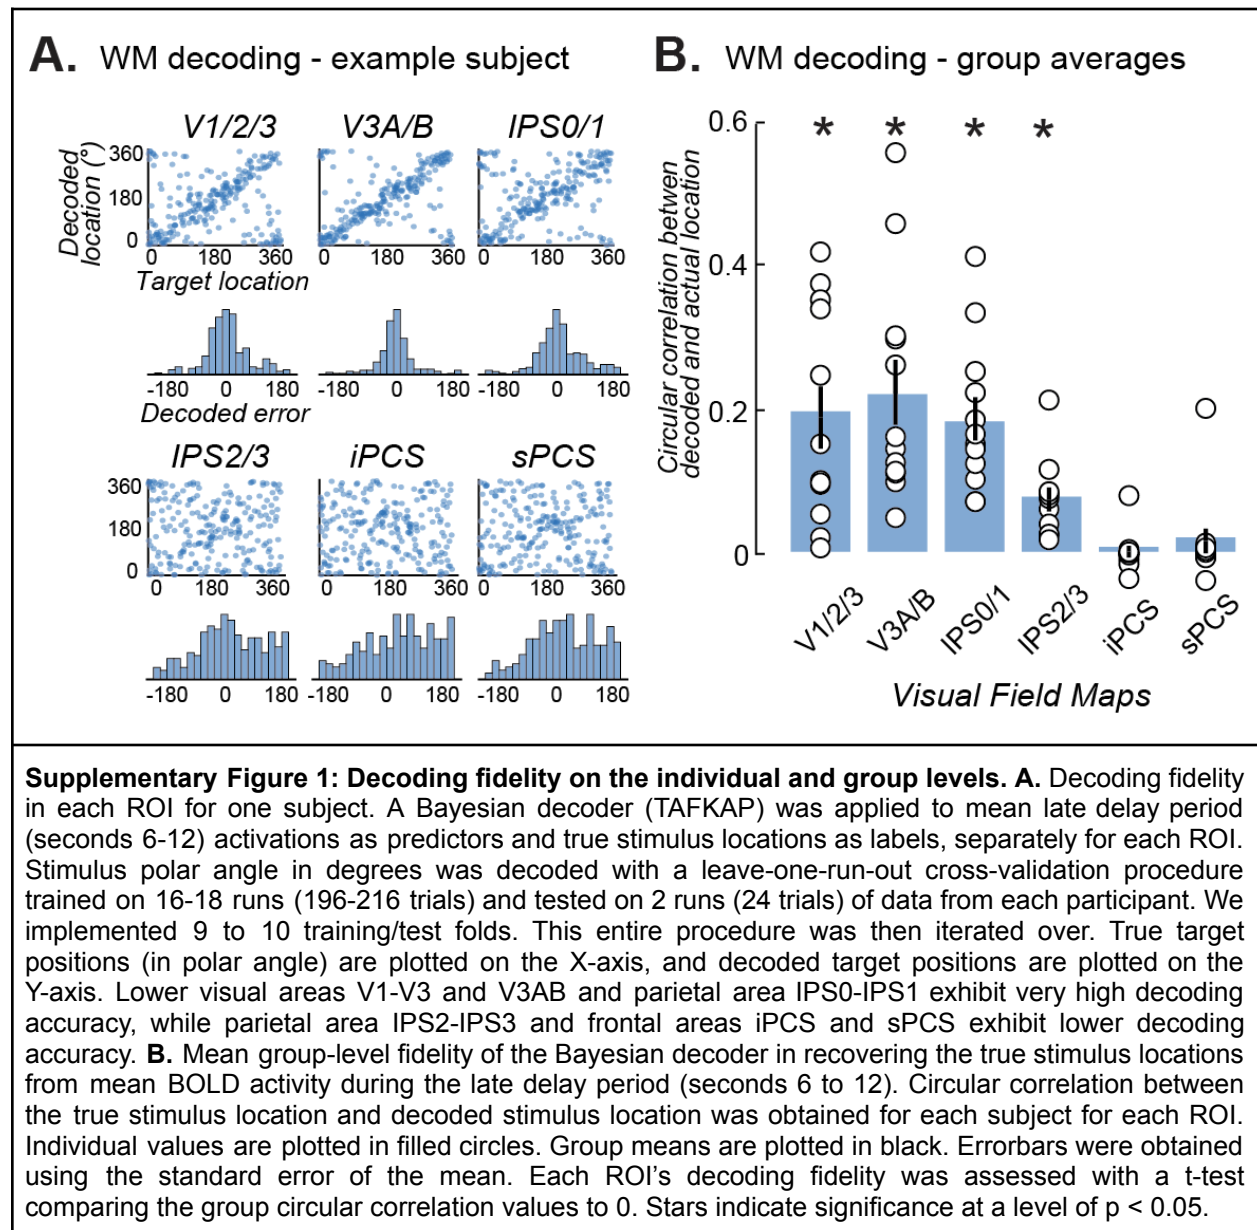 A. WM decoding - example subject
V1/2/3 V3A/B IPS0/1
Decoded
location (°)
360
180
0
0 180 360 0 180 360 0 180 360
Target location
-180 0 180 -180 0 180 -180 0 180
Decoded error
IPS2/3 iPCS sPCS
360
180
0
0 180 360 0 180 360 0 180 360
-180 0 180 -180 0 180 -180 0 180
B. WM decoding - group averages
Circular correlation betwen
decoded and actual location
0.6
0.4
0.2
0
* * * *
V1/2/3 V3A/B IPS0/1 IPS2/3 iPCS sPCS
Visual Field Maps
Supplementary Figure 1: Decoding fidelity on the individual and group levels. A. Decoding fidelity
in each ROI for one subject. A Bayesian decoder (TAFKAP) was applied to mean late delay period
(seconds 6-12) activations as predictors and true stimulus locations as labels, separately for each ROI.
Stimulus polar angle in degrees was decoded with a leave-one-run-out cross-validation procedure
trained on 16-18 runs (196-216 trials) and tested on 2 runs (24 trials) of data from each participant. We
implemented 9 to 10 training/test folds. This entire procedure was then iterated over. True target
positions (in polar angle) are plotted on the X-axis, and decoded target positions are plotted on the
Y-axis. Lower visual areas V1-V3 and V3AB and parietal area IPS0-IPS1 exhibit very high decoding
accuracy, while parietal area IPS2-IPS3 and frontal areas iPCS and sPCS exhibit lower decoding
accuracy. B. Mean group-level fidelity of the Bayesian decoder in recovering the true stimulus locations
from mean BOLD activity during the late delay period (seconds 6 to 12). Circular correlation between
the true stimulus location and decoded stimulus location was obtained for each subject for each ROI.
Individual values are plotted in filled circles. Group means are plotted in black. Errorbars were obtained
using the standard error of the mean. Each ROI's decoding fidelity was assessed with a t-test
comparing the group circular correlation values to 0. Stars indicate significance at a level of p < 0.05.